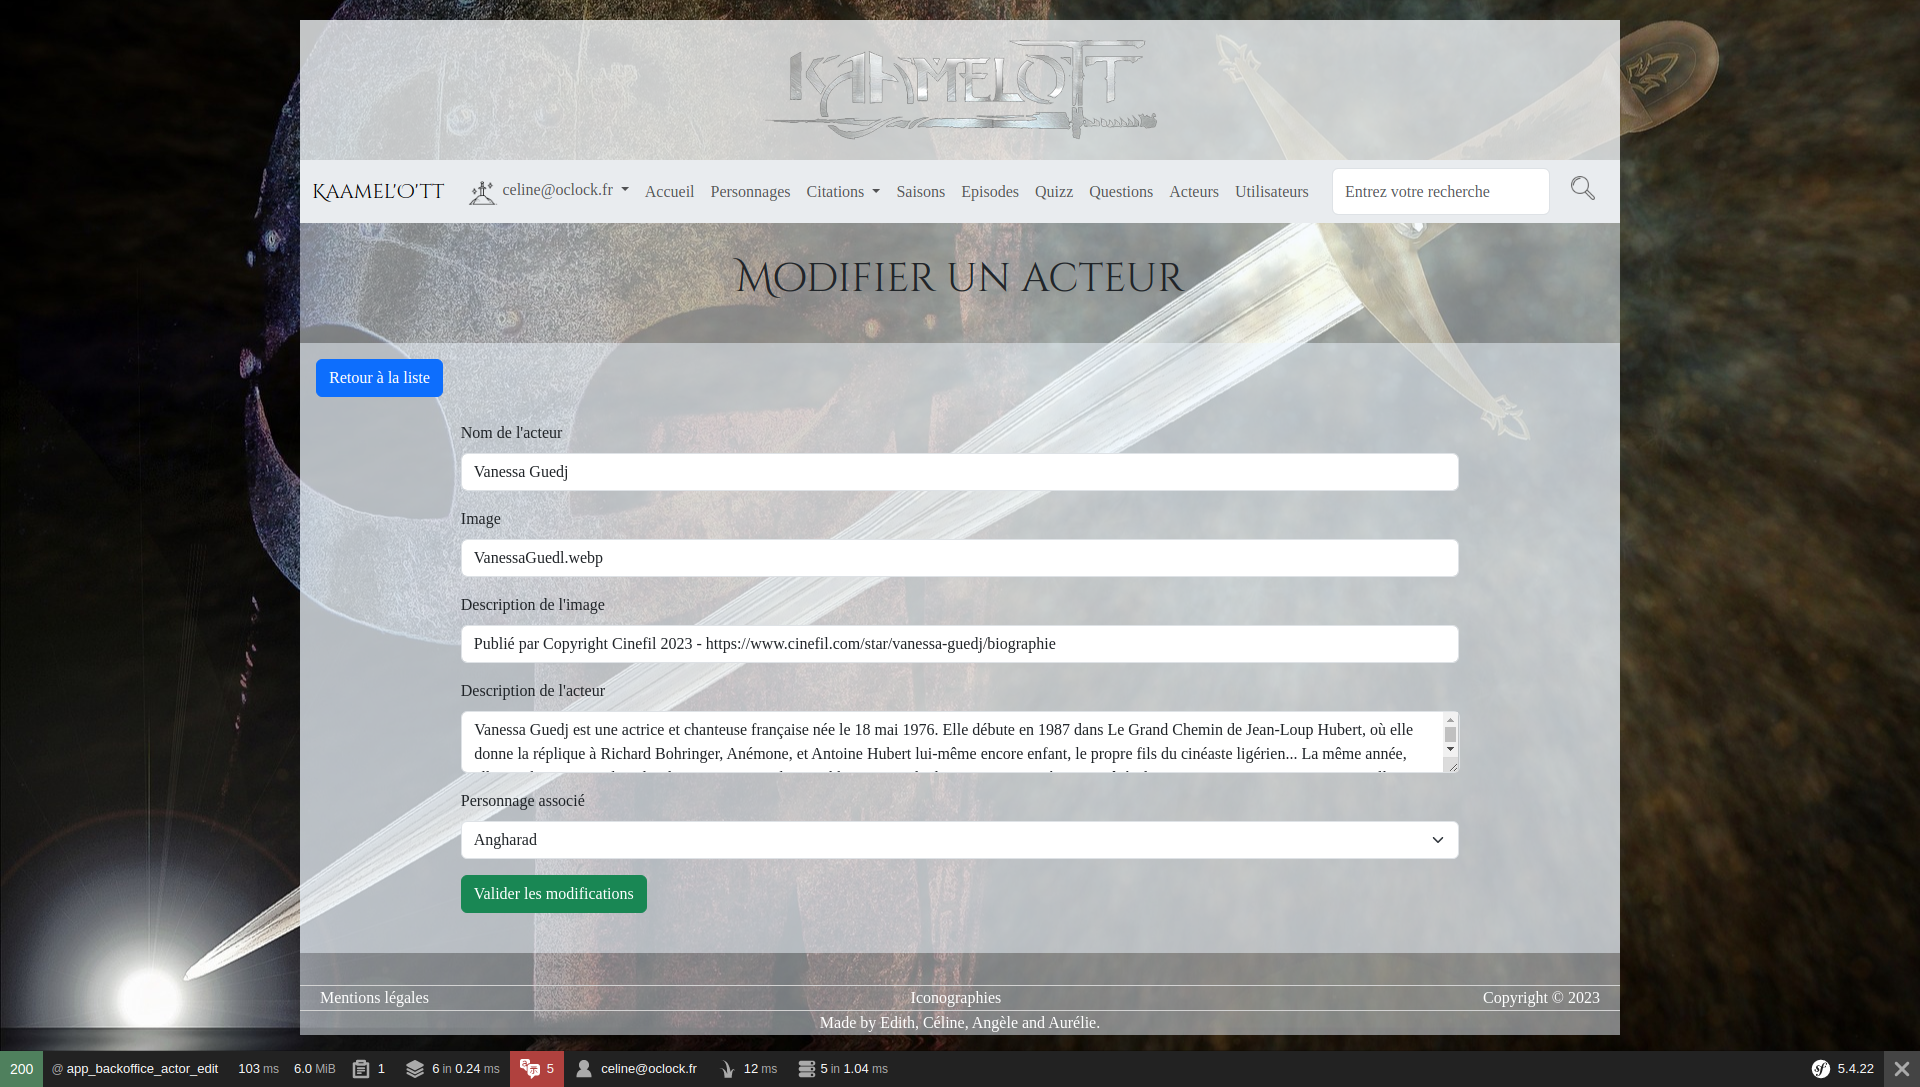 KAAMELOTT
KAAMEL'O'TT
celine@oclock.fr Accueil Personnages Citations Saisons Episodes Quizz Questions Acteurs Utilisateurs Entrez votre recherche
Modifier un acteur
Retour à la liste
Nom de l'acteur
Vanessa Guedj
Image
VanessaGuedl.webp
Description de l'image
Publié par Copyright Cinefil 2023 - https://www.cinefil.com/star/vanessa-guedj/biographie
Description de l'acteur
Vanessa Guedj est une actrice et chanteuse française née le 18 mai 1976. Elle débute en 1987 dans Le Grand Chemin de Jean-Loup Hubert, où elle
donne la réplique à Richard Bohringer, Anémone, et Antoine Hubert lui-même encore enfant, le propre fils du cinéaste ligérien... La même année,
Personnage associé
Angharad
Valider les modifications
Mentions légales Iconographies Copyright © 2023
Made by Edith, Céline, Angèle and Aurélie.
200 @ app_backoffice_actor_edit 103 ms 6.0 MiB 1 6 in 0.24 ms 5 celine@oclock.fr 12 ms 5 in 1.04 ms 5.4.22